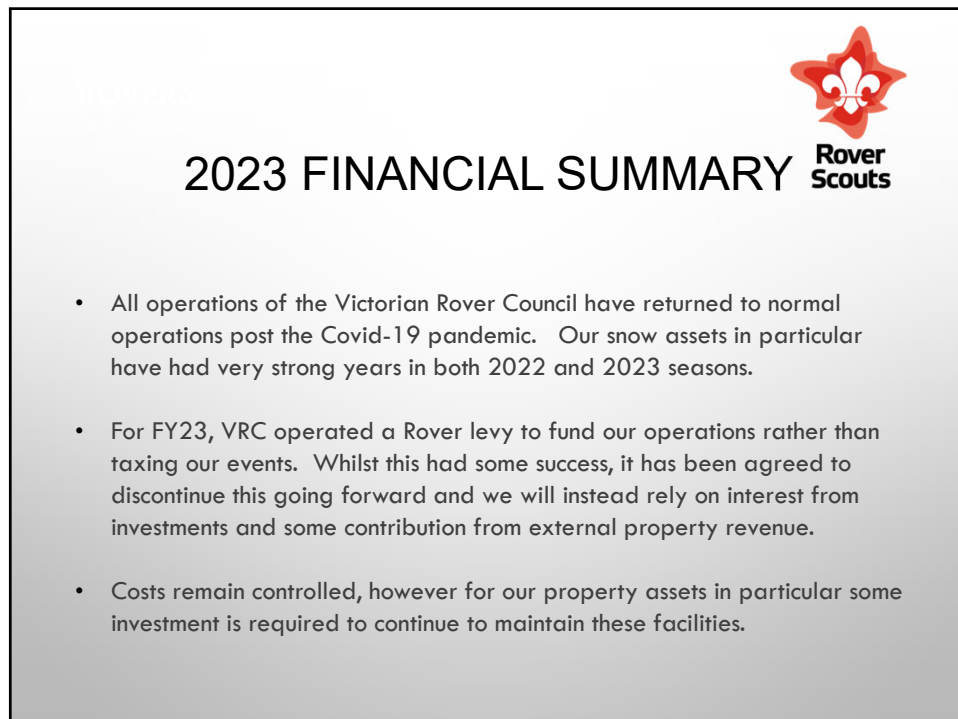 Rover
Scouts
2023 FINANCIAL SUMMARY
• All operations of the Victorian Rover Council have returned to normal
operations post the Covid-19 pandemic.   Our snow assets in particular
have had very strong years in both 2022 and 2023 seasons.
• For FY23, VRC operated a Rover levy to fund our operations rather than
taxing our events.  Whilst this had some success, it has been agreed to
discontinue this going forward and we will instead rely on interest from
investments and some contribution from external property revenue.
• Costs remain controlled, however for our property assets in particular some
investment is required to continue to maintain these facilities.